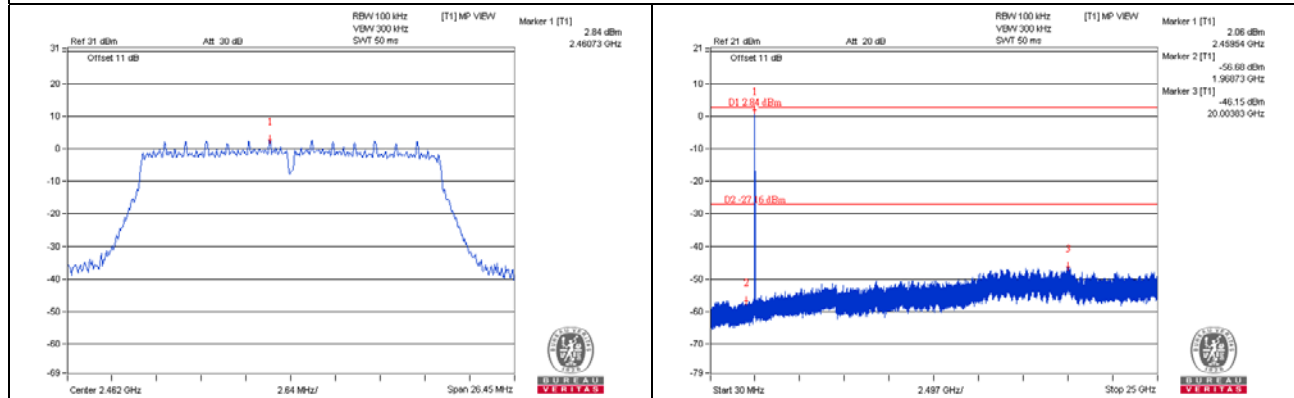 RBW 100 kHz
VBW 300 kHz
SWT 50 ms
[T1] MP VIEW
Marker 1 [T1]
2.84 dBm
2.46073 GHz
Ref 31 dBm
Att 30 dB
Offset 11 dB
31
20
10
0
-10
-20
-30
-40
-50
-60
-69
1
Center 2.462 GHz
2.64 MHz/
Span 26.45 MHz
BUREAU VERITAS
1828
BUREAU
VERITAS
RBW 100 kHz
VBW 300 kHz
SWT 50 ms
[T1] MP VIEW
Marker 1 [T1]
2.06 dBm
2.45954 GHz
Marker 2 [T1]
-56.68 dBm
1.96873 GHz
Marker 3 [T1]
-46.15 dBm
20.00383 GHz
Ref 21 dBm
Att 20 dB
Offset 11 dB
21
10
0
-10
-20
-30
-40
-50
-60
-70
-79
1
D1 2.84 dBm
D2 -27.16 dBm
2
3
Start 30 MHz
2.497 GHz/
Stop 25 GHz
BUREAU VERITAS
1828
BUREAU
VERITAS